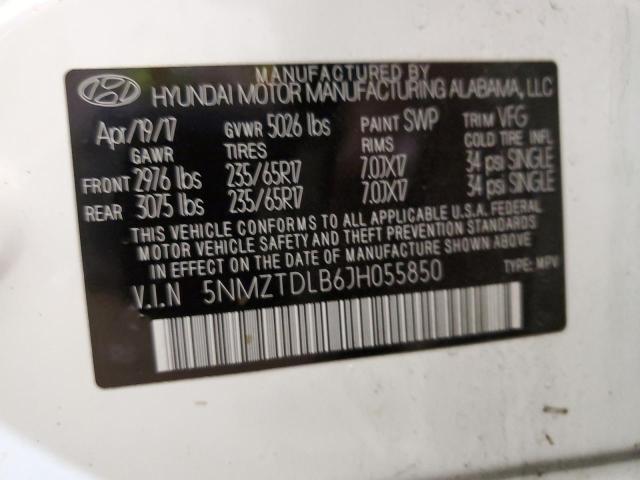 MANUFACTURED BY
HYUNDAI MOTOR MANUFACTURING ALABAMA, LLC
Apr/19/17 GVWR 5026 lbs PAINT SWP TRIM VFG
GAWR TIRES RIMS COLD TIRE INFL
FRONT 2976 lbs 235/65R17 7.0JX17 34 psi SINGLE
REAR 3075 lbs 235/65R17 7.0JX17 34 psi SINGLE
THIS VEHICLE CONFORMS TO ALL APPLICABLE U.S.A. FEDERAL
MOTOR VEHICLE SAFETY AND THEFT PREVENTION STANDARDS
IN EFFECT ON THE DATE OF MANUFACTURE SHOWN ABOVE.
V.I.N 5NMZTDLB6JH055850 TYPE: MPV